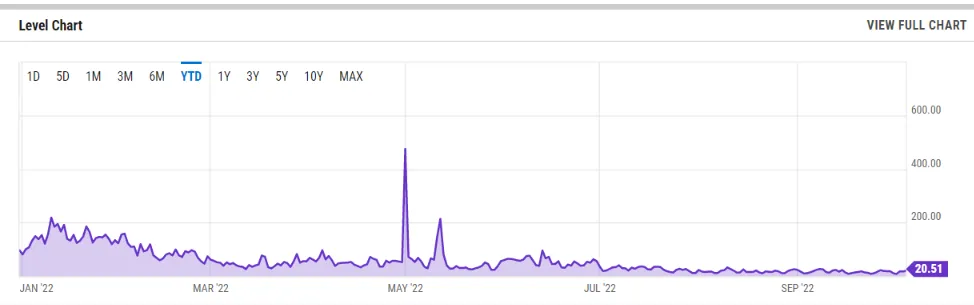 Level Chart VIEW FULL CHART
1D 5D 1M 3M 6M YTD 1Y 3Y 5Y 10Y MAX
600.00
400.00
200.00
20.51
JAN '22 MAR '22 MAY '22 JUL '22 SEP '22